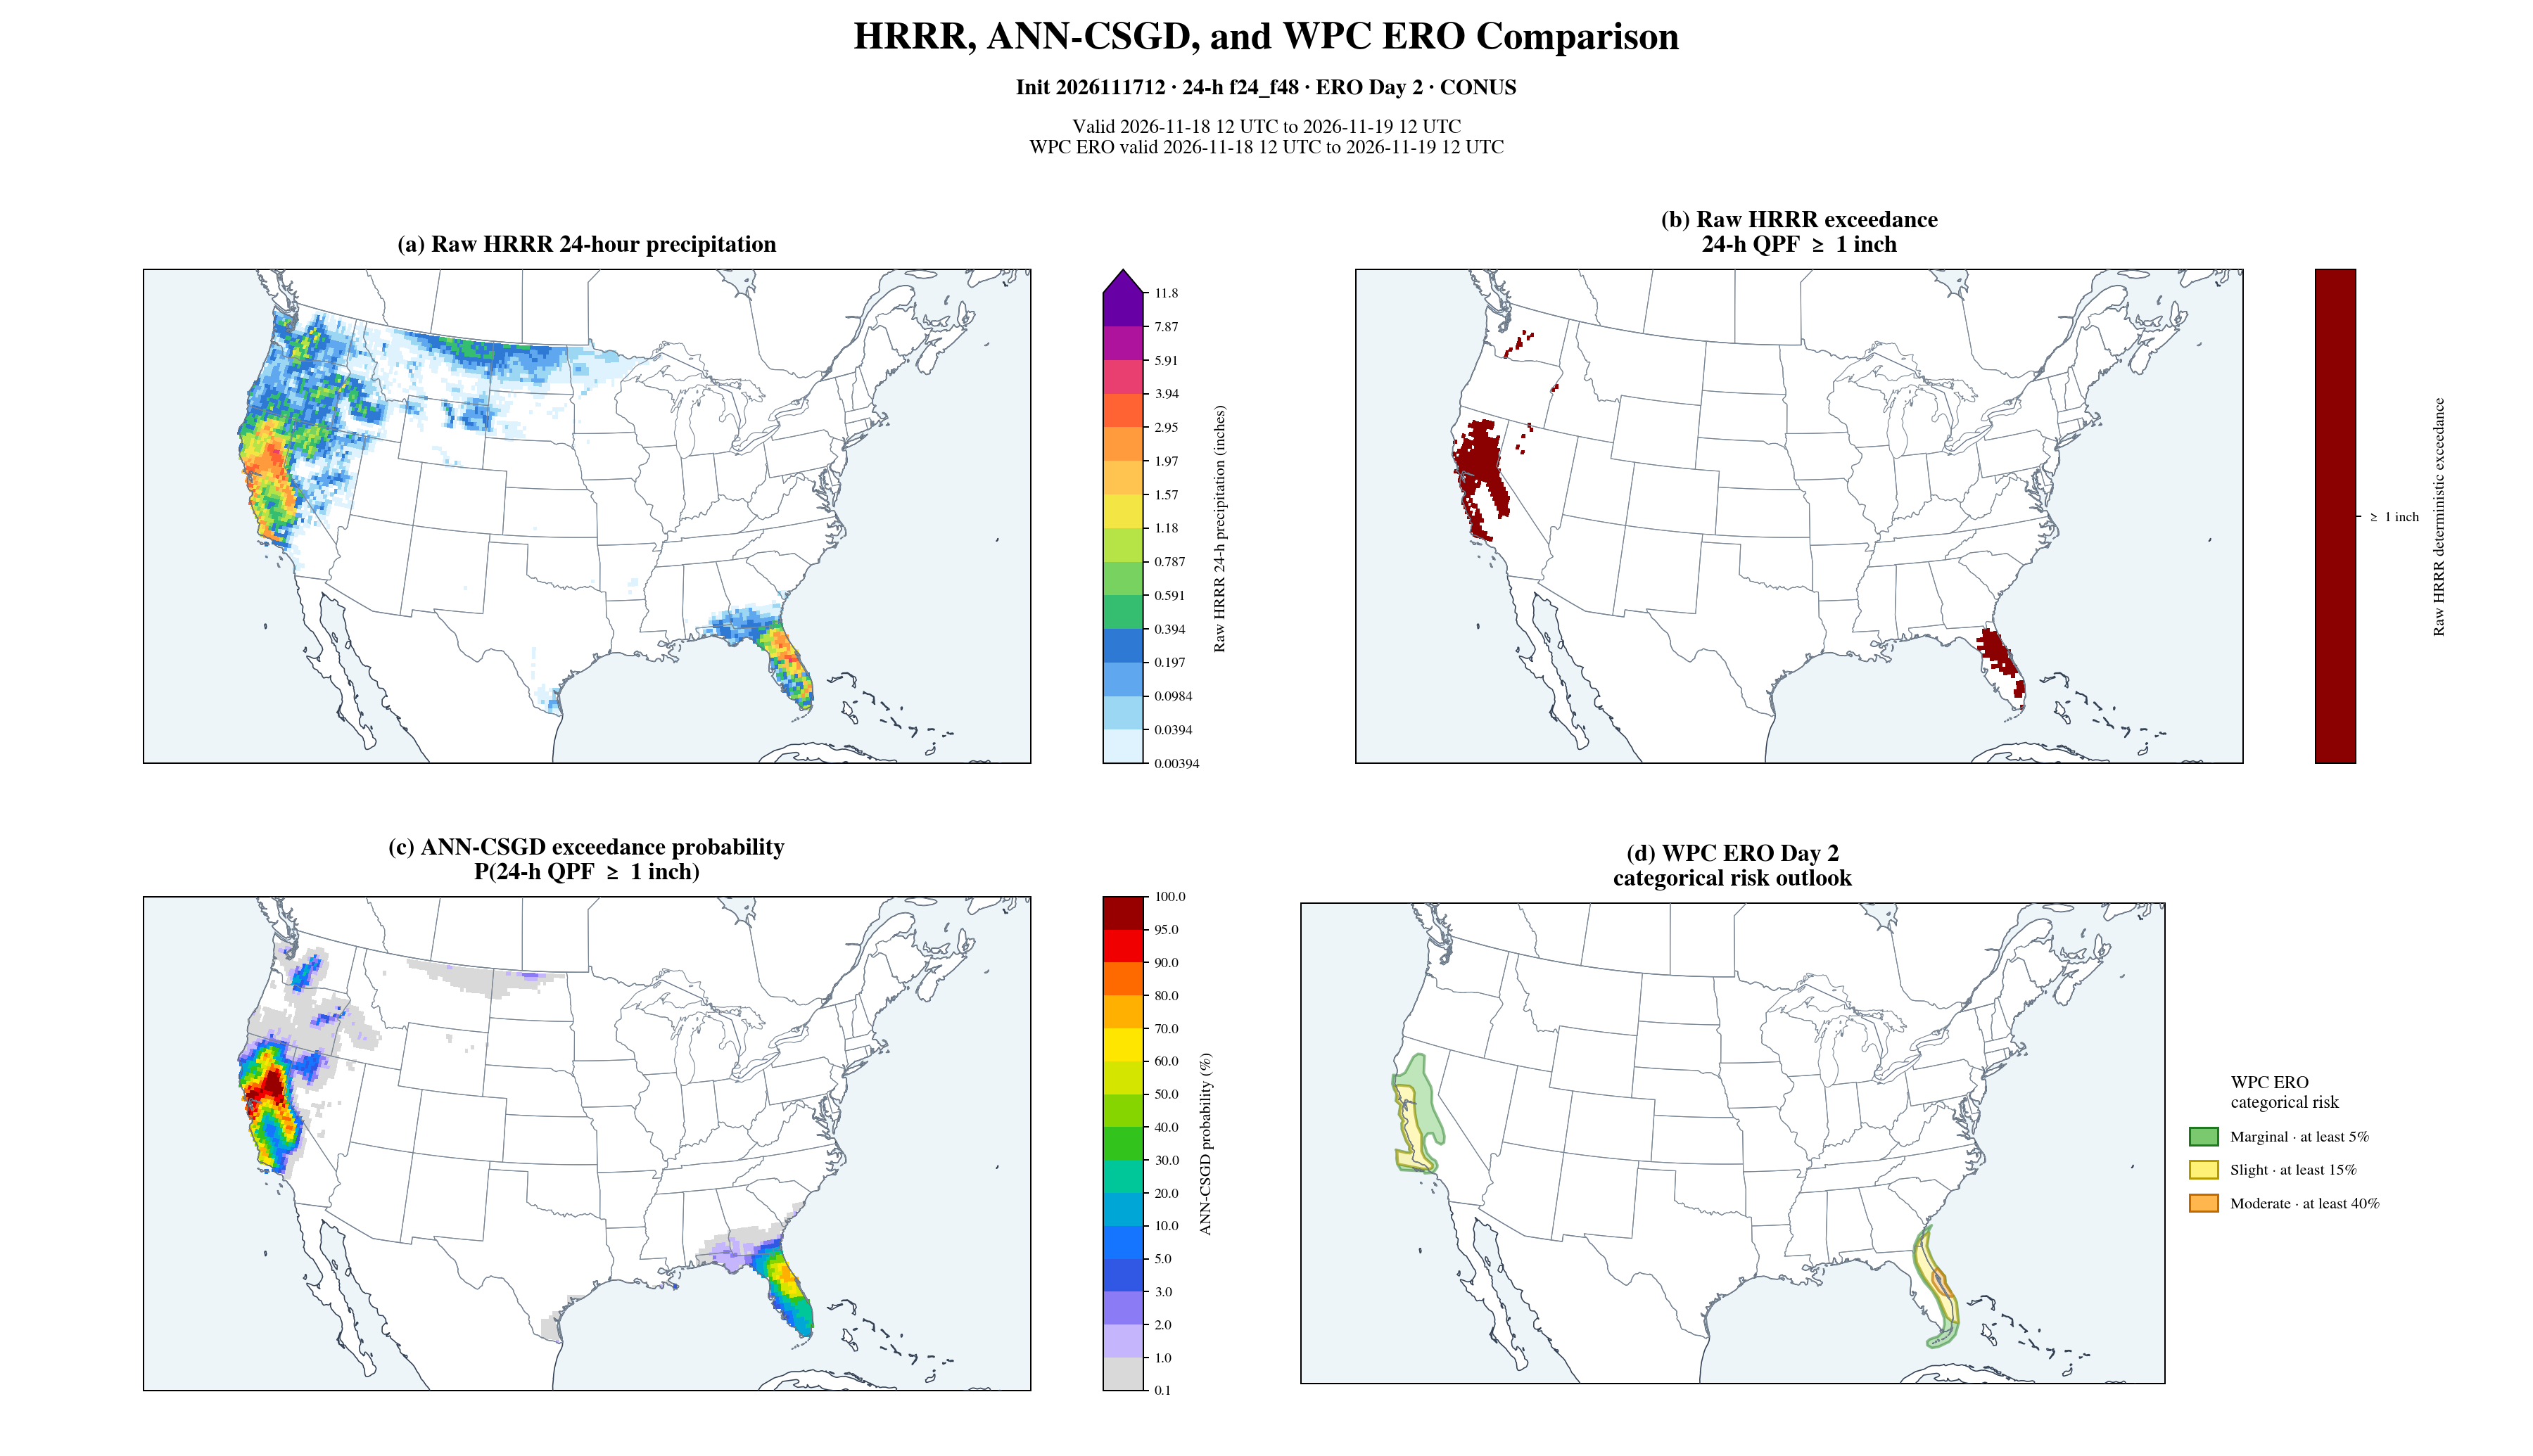 HRRR, ANN-CSGD, and WPC ERO Comparison
Init 2026111712 · 24-h f24_f48 · ERO Day 2 · CONUS
Valid 2026-11-18 12 UTC to 2026-11-19 12 UTC
WPC ERO valid 2026-11-18 12 UTC to 2026-11-19 12 UTC
(a) Raw HRRR 24-hour precipitation
11.8
7.87
5.91
3.94
2.95
1.97
1.57
1.18
0.787
0.591
0.394
0.197
0.0984
0.0394
0.00394
Raw HRRR 24-h precipitation (inches)
(b) Raw HRRR exceedance
24-h QPF ≥ 1 inch
≥ 1 inch
Raw HRRR deterministic exceedance
(c) ANN-CSGD exceedance probability
P(24-h QPF ≥ 1 inch)
100.0
95.0
90.0
80.0
70.0
60.0
50.0
40.0
30.0
20.0
10.0
5.0
3.0
2.0
1.0
0.1
ANN-CSGD probability (%)
(d) WPC ERO Day 2
categorical risk outlook
WPC ERO
categorical risk
Marginal · at least 5%
Slight · at least 15%
Moderate · at least 40%